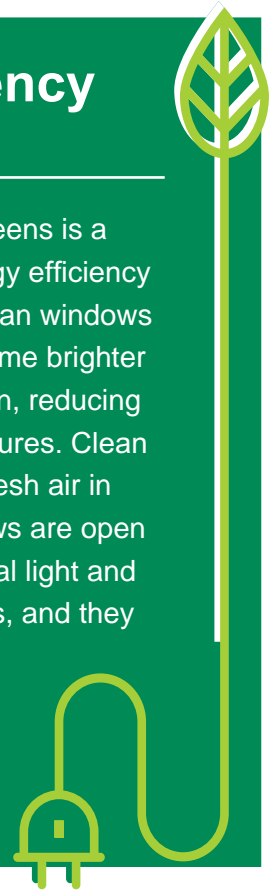 ency
eens is a
gy efficiency
an windows
me brighter
n, reducing
ures. Clean
esh air in
ws are open
al light and
s, and they